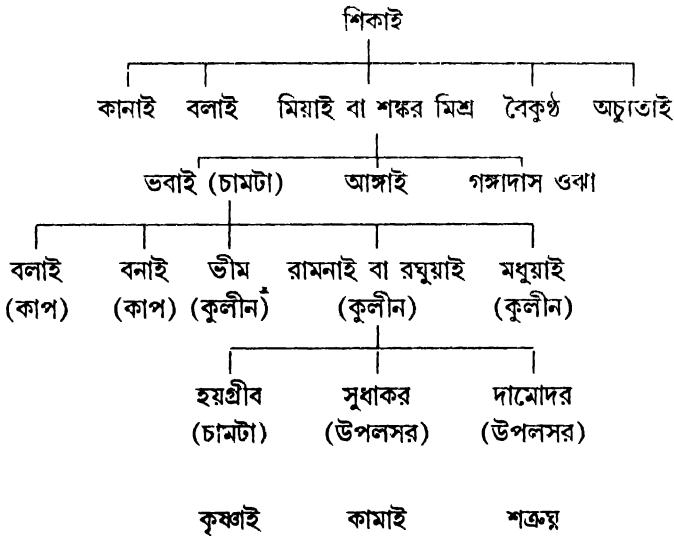 শিকাই
কানাই বলাই মিয়াই বা শঙ্কর মিশ্র বৈকুণ্ঠ অচ্যুতাই
ভবাই (চামটা) আঙ্গাই গঙ্গাদাস ওঝা
বলাই বনাই ভীম রামনাই বা রঘুয়াই মধুয়াই
(কাপ) (কাপ) (কুলীন)* (কুলীন) (কুলীন)
হয়গ্রীব সুধাকর দামোদর
(চামটা) (উপলসর) (উপলসর)
কৃষ্ণাই কামাই শত্রুঘ্ন